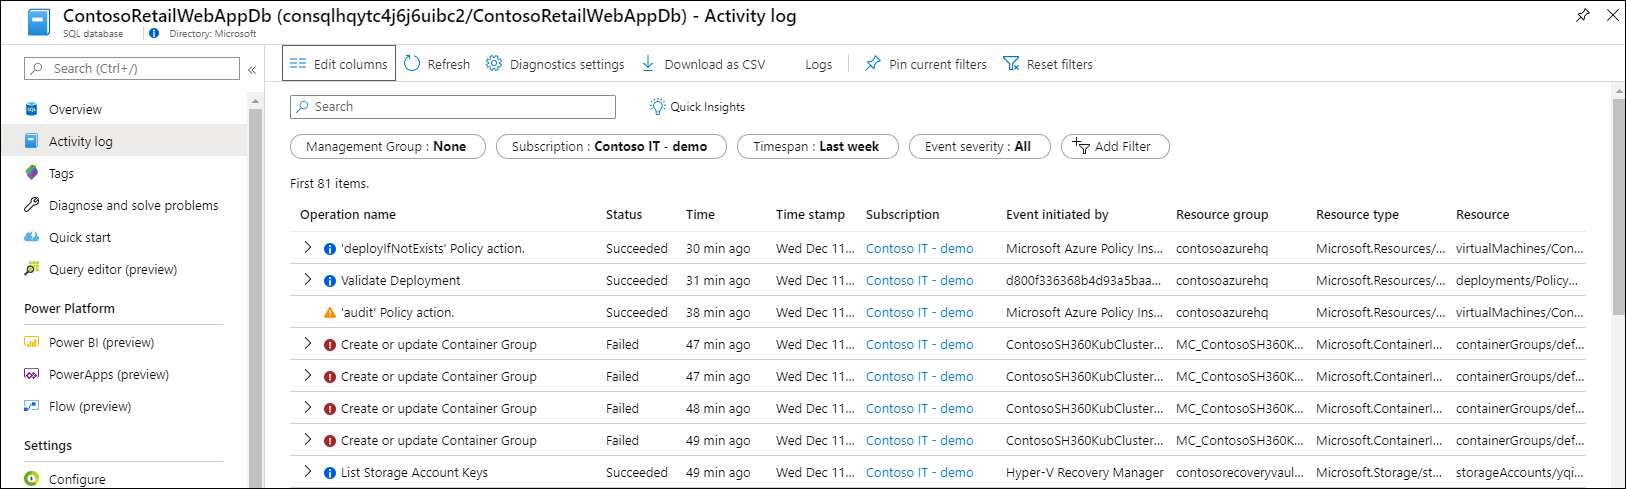 ContosoRetailWebAppDb (consqlhqytc4j6j6uibc2/ContosoRetailWebAppDb) - Activity log
SQL database Directory: Microsoft
Search (Ctrl+/) «
Overview
Activity log
Tags
Diagnose and solve problems
Quick start
Query editor (preview)
Power Platform
Power BI (preview)
PowerApps (preview)
Flow (preview)
Settings
Configure
Edit columns Refresh Diagnostics settings Download as CSV Logs Pin current filters Reset filters
Search Quick Insights
Management Group : None Subscription : Contoso IT - demo Timespan : Last week Event severity : All Add Filter
First 81 items.
Operation name Status Time Time stamp Subscription Event initiated by Resource group Resource type Resource
'deployIfNotExists' Policy action. Succeeded 30 min ago Wed Dec 11... Contoso IT - demo Microsoft Azure Policy Ins... contosoazurehq Microsoft.Resources/... virtualMachines/Con...
Validate Deployment Succeeded 31 min ago Wed Dec 11... Contoso IT - demo d800f336368b4d93a5baa... contosoazurehq Microsoft.Resources/... deployments/Policy...
'audit' Policy action. Succeeded 38 min ago Wed Dec 11... Contoso IT - demo Microsoft Azure Policy Ins... contosoazurehq Microsoft.Resources/... virtualMachines/Con...
Create or update Container Group Failed 47 min ago Wed Dec 11... Contoso IT - demo ContosoSH360KubCluster... MC_ContosoSH360K... Microsoft.ContainerI... containerGroups/def...
Create or update Container Group Failed 47 min ago Wed Dec 11... Contoso IT - demo ContosoSH360KubCluster... MC_ContosoSH360K... Microsoft.ContainerI... containerGroups/def...
Create or update Container Group Failed 48 min ago Wed Dec 11... Contoso IT - demo ContosoSH360KubCluster... MC_ContosoSH360K... Microsoft.ContainerI... containerGroups/def...
Create or update Container Group Failed 49 min ago Wed Dec 11... Contoso IT - demo ContosoSH360KubCluster... MC_ContosoSH360K... Microsoft.ContainerI... containerGroups/def...
List Storage Account Keys Succeeded 49 min ago Wed Dec 11... Contoso IT - demo Hyper-V Recovery Manager contosorecoveryvaul... Microsoft.Storage/st... storageAccounts/yqi...